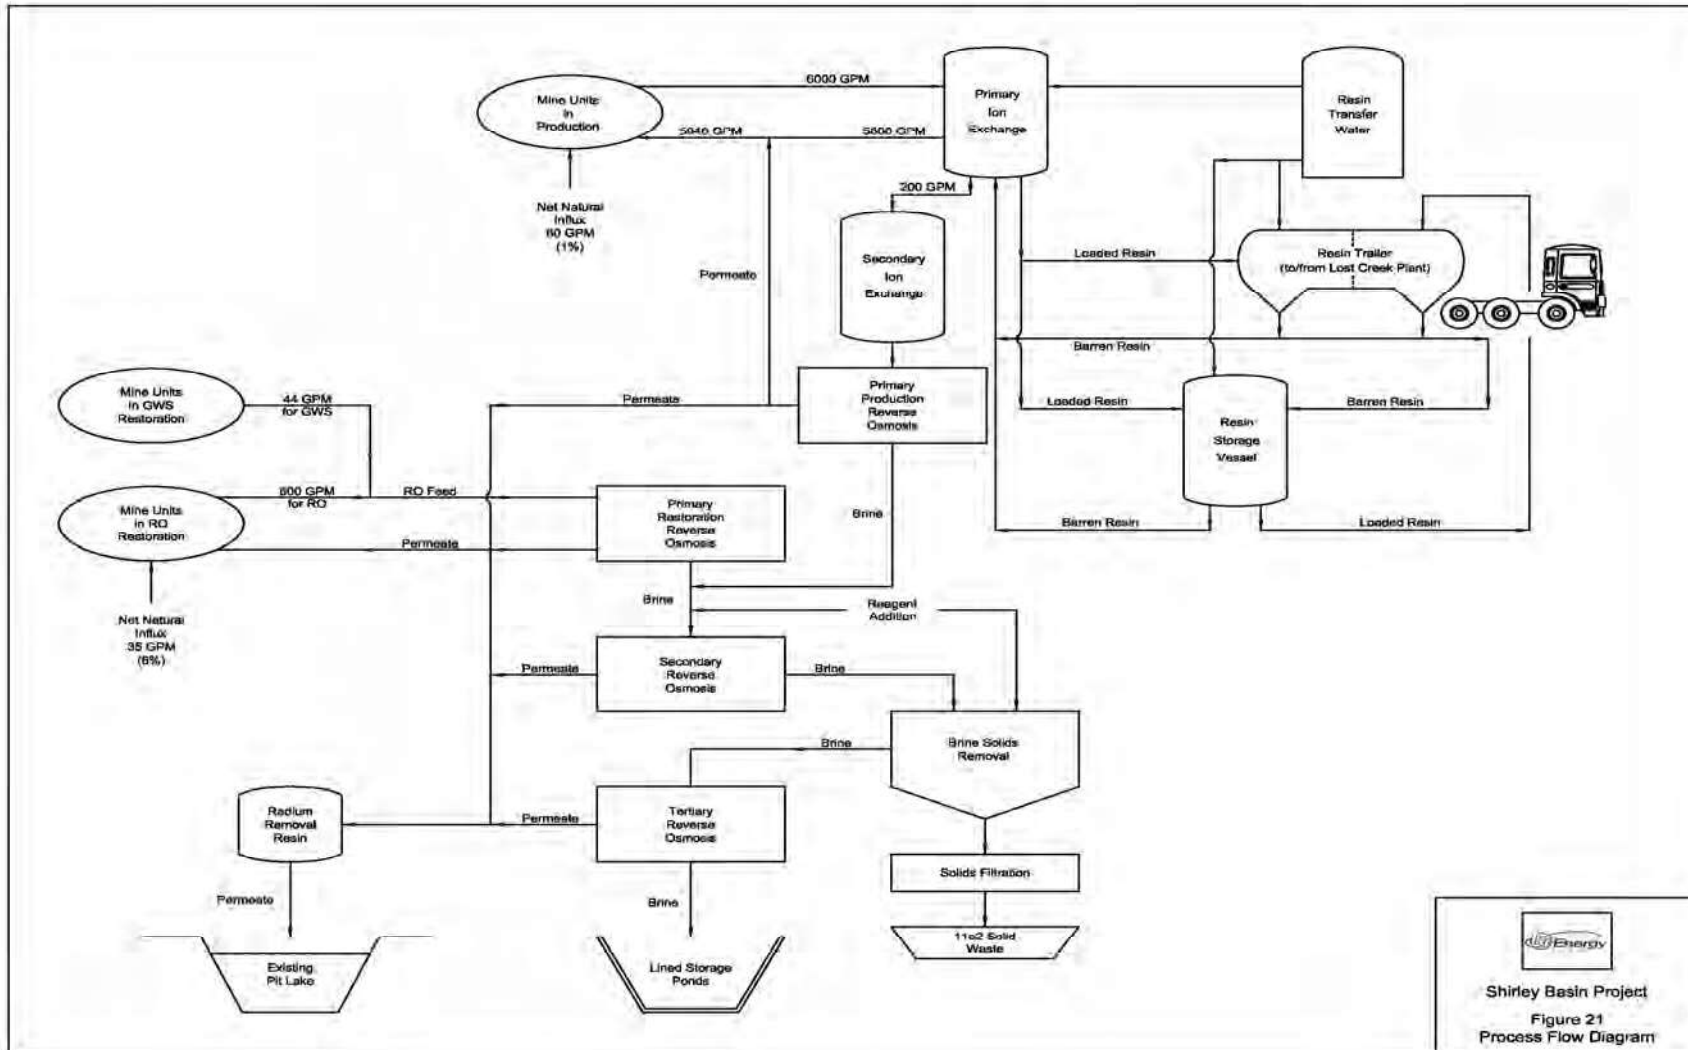 6000 GPM
Mine Units
in
Production
5940 GPM
5800 GPM
Primary
Ion
Exchange
Resin
Transfer
Water
200 GPM
Net Natural
Influx
60 GPM
(1%)
Permeate
Secondary
Ion
Exchange
Loaded Resin
Resin Trailer
(to/from Lost Creek Plant)
Barren Resin
Mine Units
in GWS
Restoration
44 GPM
for GWS
Permeate
Primary
Production
Reverse
Osmosis
Loaded Resin
Barren Resin
Resin
Storage
Vessel
Mine Units
in RO
Restoration
600 GPM
for RO
RO Feed
Permeate
Primary
Restoration
Reverse
Osmosis
Brine
Barren Resin
Loaded Resin
Net Natural
Influx
35 GPM
(6%)
Brine
Reagent
Addition
Permeate
Secondary
Reverse
Osmosis
Brine
Brine
Brine Solids
Removal
Radium
Removal
Resin
Permeate
Tertiary
Reverse
Osmosis
Solids Filtration
Permeate
Brine
11e2 Solid
Waste
Existing
Pit Lake
Lined Storage
Ponds
Energy
Shirley Basin Project
Figure 21
Process Flow Diagram